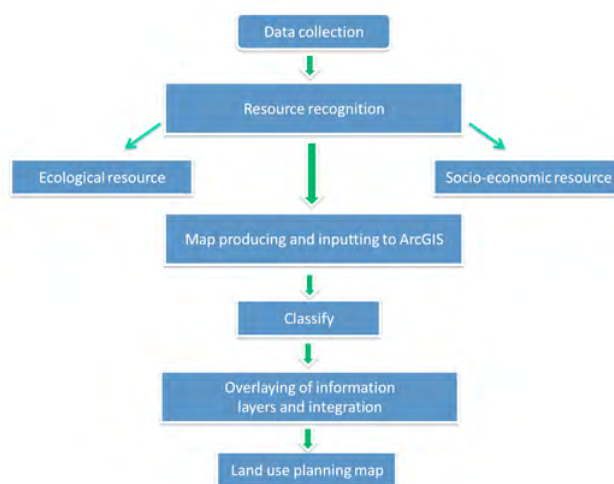 Data collection
Resource recognition
Ecological resource
Socio-economic resource
Map producing and inputting to ArcGIS
Classify
Overlaying of information
layers and integration
Land use planning map